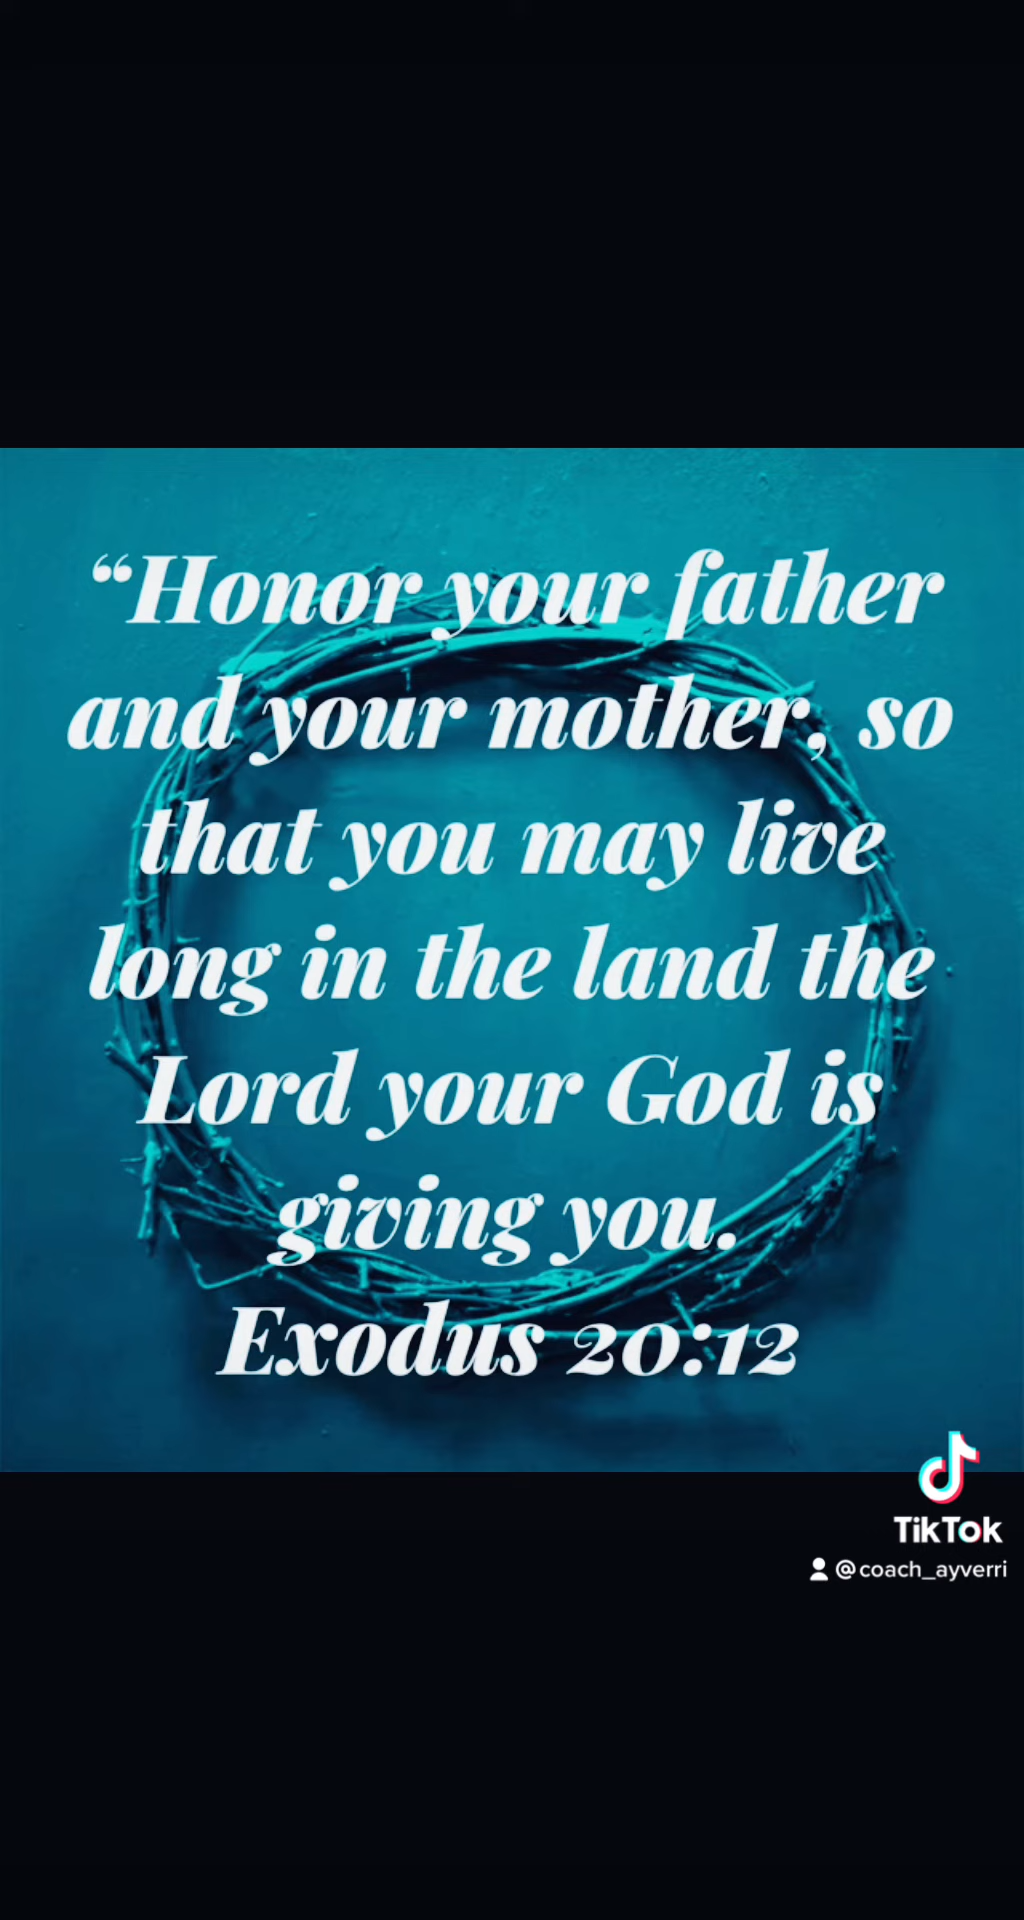 “Honor your father
and your mother, so
that you may live
long in the land the
Lord your God is
giving you.
Exodus 20:12
TikTok
@coach_ayverri